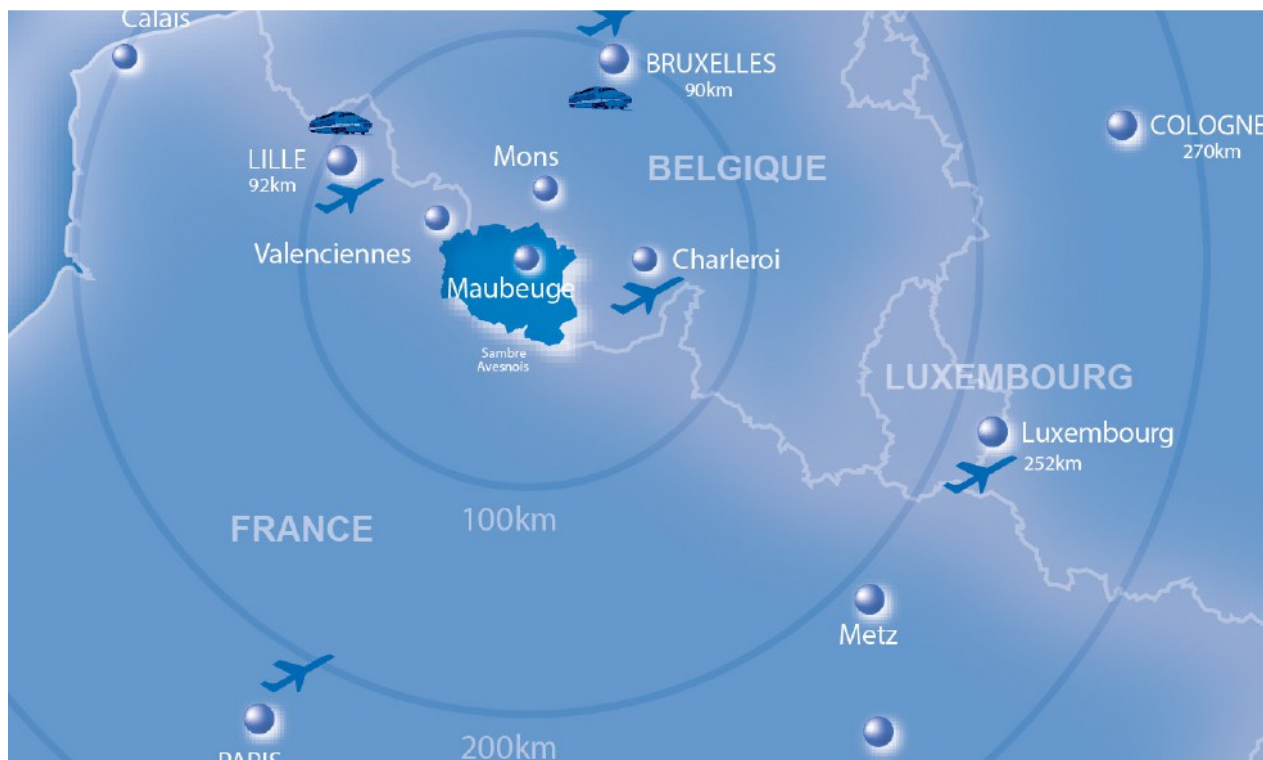 Calais
BRUXELLES
90km
COLOGNE
270km
LILLE
92km
Mons
BELGIQUE
Valenciennes
Maubeuge
Charleroi
Sambre
Avesnois
LUXEMBOURG
Luxembourg
252km
FRANCE
100km
Metz
200km
PARIS